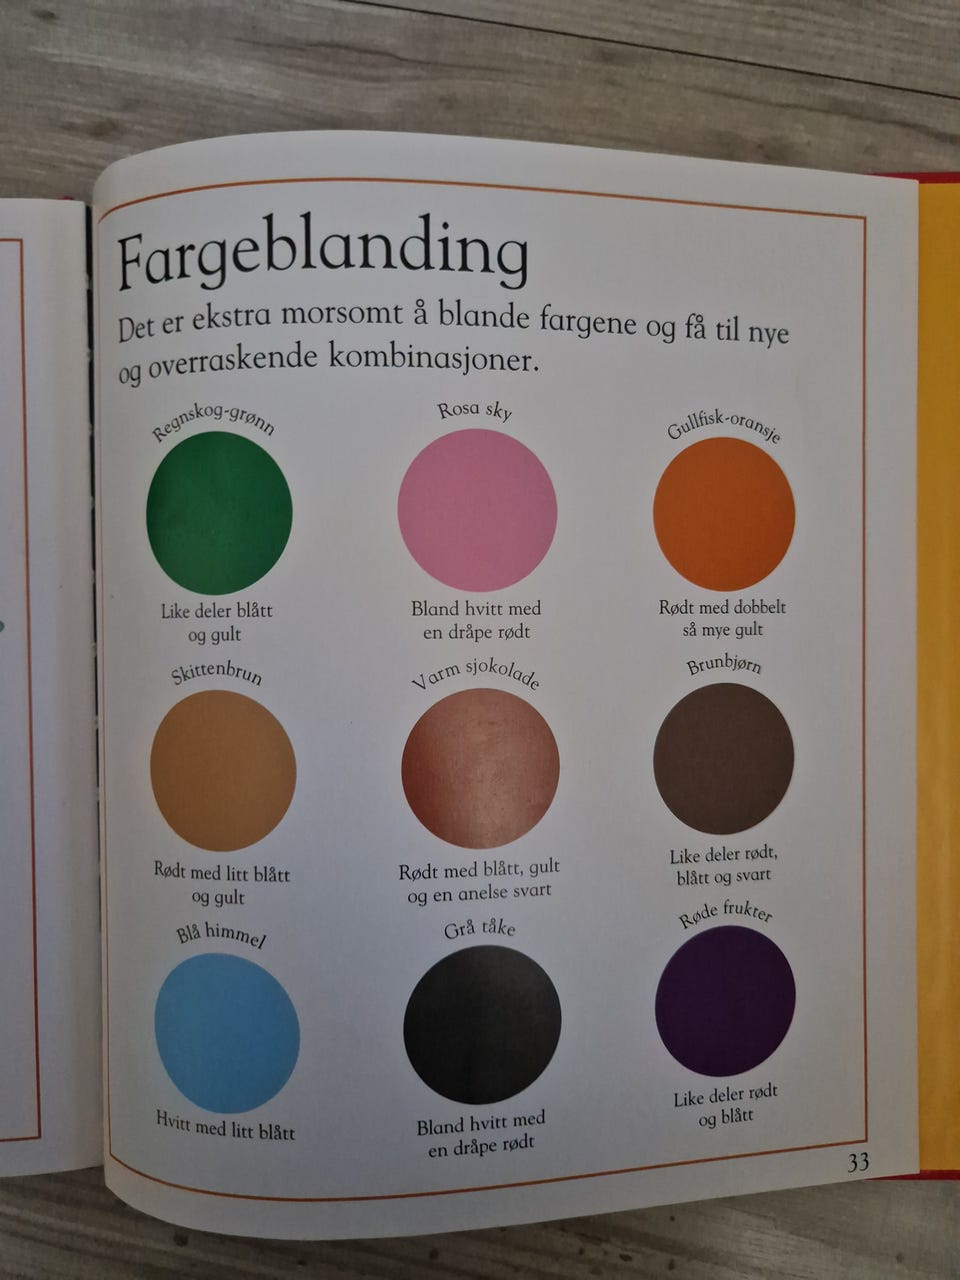 Fargeblanding
Det er ekstra morsomt å blande fargene og få til nye
og overraskende kombinasjoner.
Regnskog-grønn
Like deler blått
og gult
Rosa sky
Bland hvitt med
en dråpe rødt
Gullfisk-oransje
Rødt med dobbelt
så mye gult
Skittenbrun
Rødt med litt blått
og gult
Varm sjokolade
Rødt med blått, gult
og en anelse svart
Brunbjørn
Like deler rødt,
blått og svart
Blå himmel
Hvitt med litt blått
Grå tåke
Bland hvitt med
en dråpe rødt
Røde frukter
Like deler rødt
og blått
33